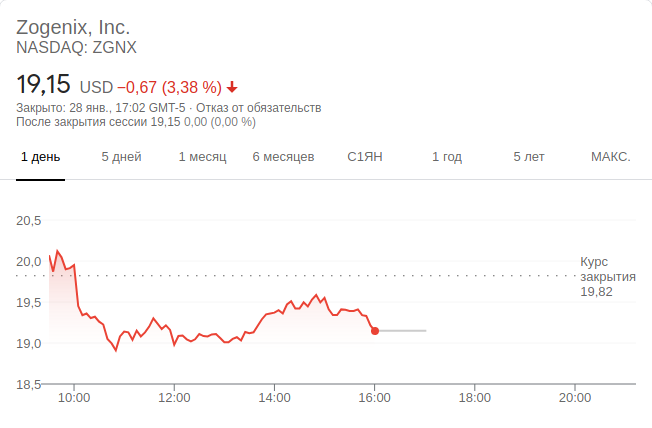 Zogenix, Inc.
NASDAQ: ZGNX
19,15 USD −0,67 (3,38 %)
Закрыто: 28 янв., 17:02 GMT-5 · Отказ от обязательств
После закрытия сессии 19,15 0,00 (0,00 %)
1 день 5 дней 1 месяц 6 месяцев С1ЯН 1 год 5 лет МАКС.
20,5
20,0
19,5
19,0
18,5
Курс
закрытия
19,82
10:00 12:00 14:00 16:00 18:00 20:00